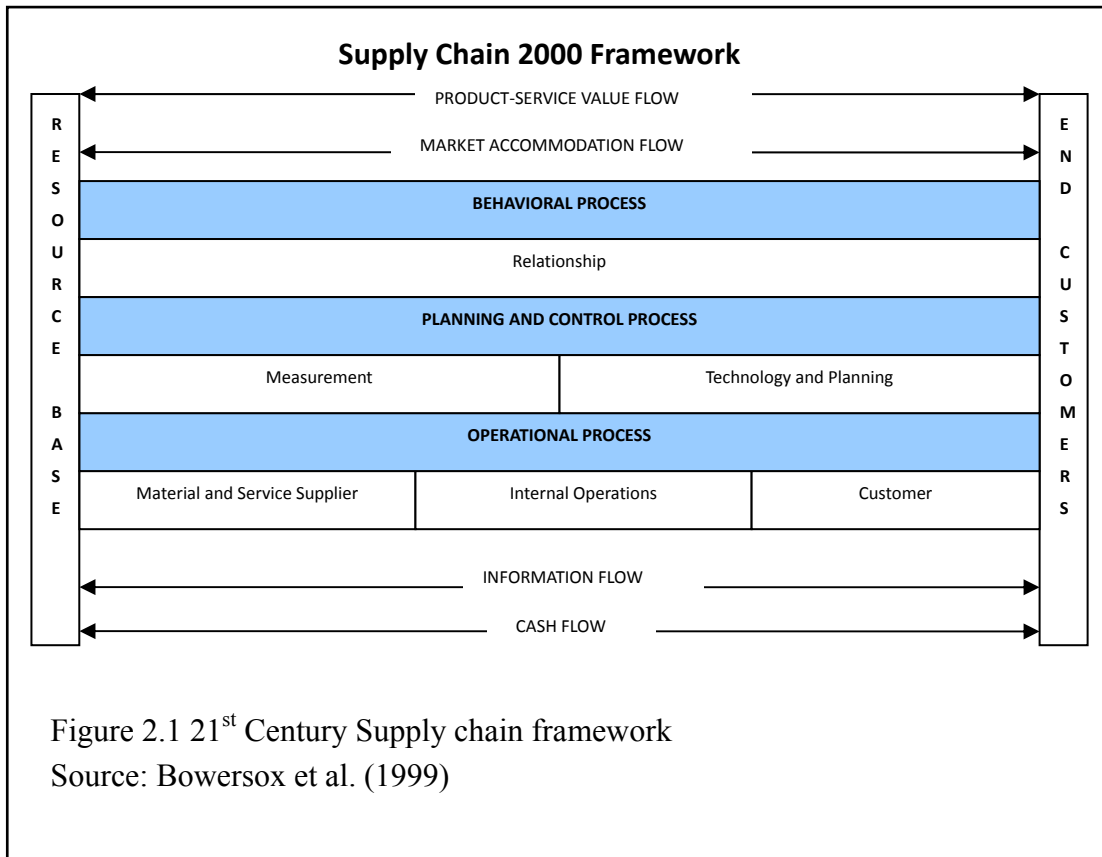 Supply Chain 2000 Framework
PRODUCT-SERVICE VALUE FLOW
MARKET ACCOMMODATION FLOW
RESOURCE BASE
END CUSTOMERS
BEHAVIORAL PROCESS
Relationship
PLANNING AND CONTROL PROCESS
Measurement
Technology and Planning
OPERATIONAL PROCESS
Material and Service Supplier
Internal Operations
Customer
INFORMATION FLOW
CASH FLOW
Figure 2.1 21st Century Supply chain framework
Source: Bowersox et al. (1999)